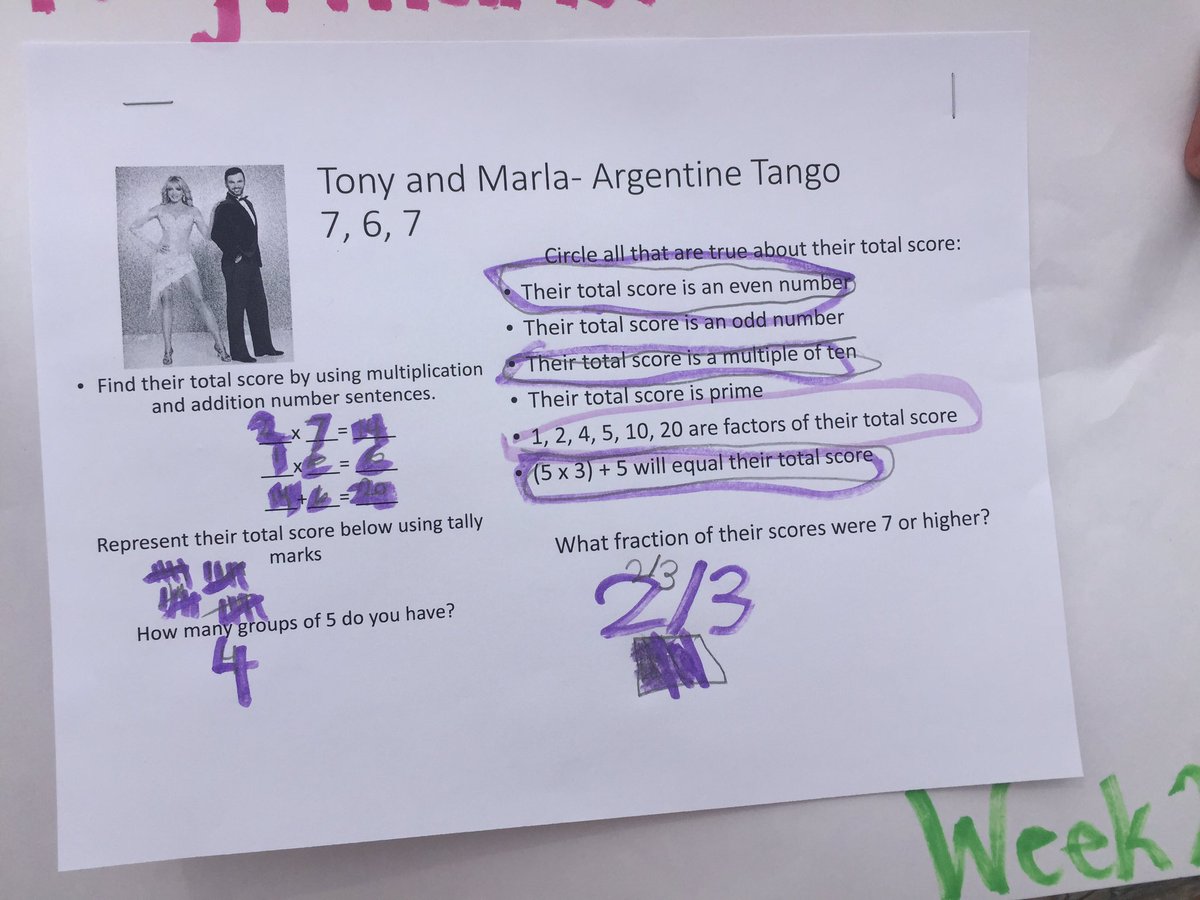 Tony and Marla- Argentine Tango
7, 6, 7
• Find their total score by using multiplication
and addition number sentences.
2 x 7 = 14
1 x 6 = 6
14 + 6 = 20
Represent their total score below using tally
marks
How many groups of 5 do you have?
4
Circle all that are true about their total score:
• Their total score is an even number
• Their total score is an odd number
• Their total score is a multiple of ten
• Their total score is prime
• 1, 2, 4, 5, 10, 20 are factors of their total score
• (5 x 3) + 5 will equal their total score
What fraction of their scores were 7 or higher?
2/3
2/3
Week 2